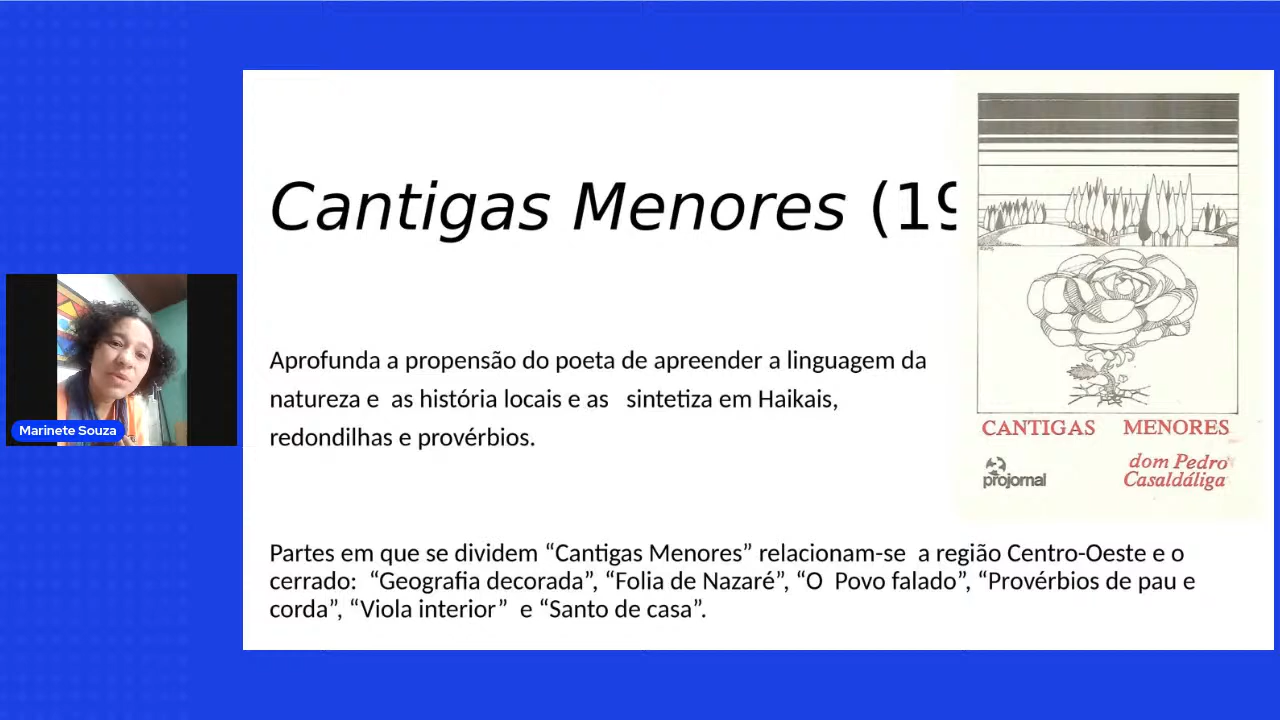 Cantigas Menores (19
Aprofunda a propensão do poeta de apreender a linguagem da
natureza e as história locais e as sintetiza em Haikais,
redondilhas e provérbios.
Partes em que se dividem “Cantigas Menores” relacionam-se a região Centro-Oeste e o
cerrado: “Geografia decorada”, “Folia de Nazaré”, “O Povo falado”, “Provérbios de pau e
corda”, “Viola interior” e “Santo de casa”.
CANTIGAS MENORES
dom Pedro
Casaldáliga
projornal
Marinete Souza